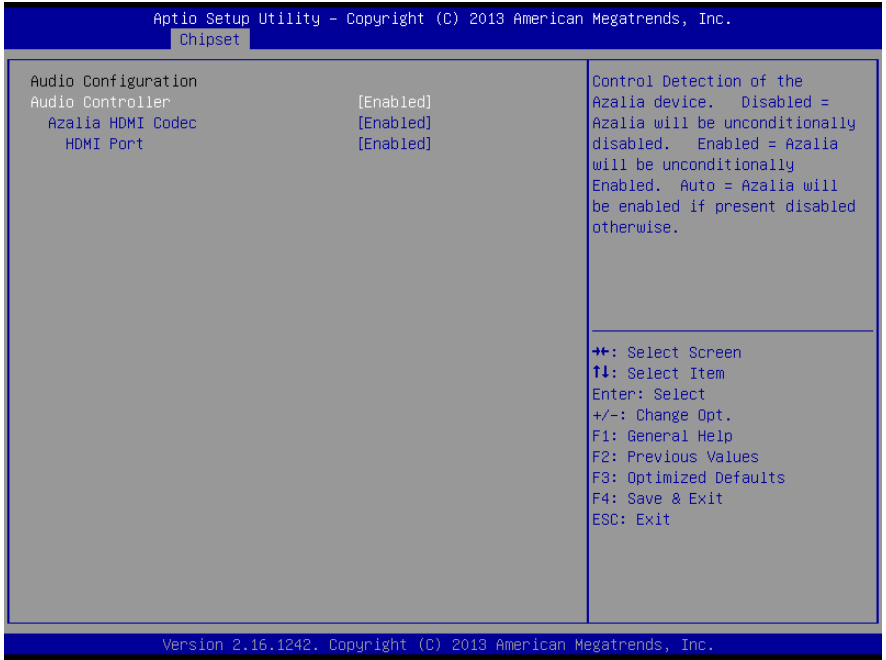 Aptio Setup Utility – Copyright (C) 2013 American Megatrends, Inc.
Chipset
Audio Configuration
Audio Controller [Enabled]
Azalia HDMI Codec [Enabled]
HDMI Port [Enabled]
Control Detection of the
Azalia device. Disabled =
Azalia will be unconditionally
disabled. Enabled = Azalia
will be unconditionally
Enabled. Auto = Azalia will
be enabled if present disabled
otherwise.
→←: Select Screen
↑↓: Select Item
Enter: Select
+/-: Change Opt.
F1: General Help
F2: Previous Values
F3: Optimized Defaults
F4: Save & Exit
ESC: Exit
Version 2.16.1242. Copyright (C) 2013 American Megatrends, Inc.